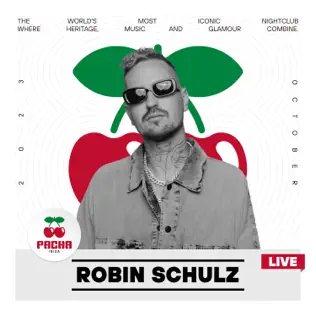 THE WORLD'S MOST ICONIC NIGHTCLUB
WHERE HERITAGE, MUSIC AND GLAMOUR COMBINE.
2023
OCTOBER
PACHA
IBIZA
LIVE
ROBIN SCHULZ